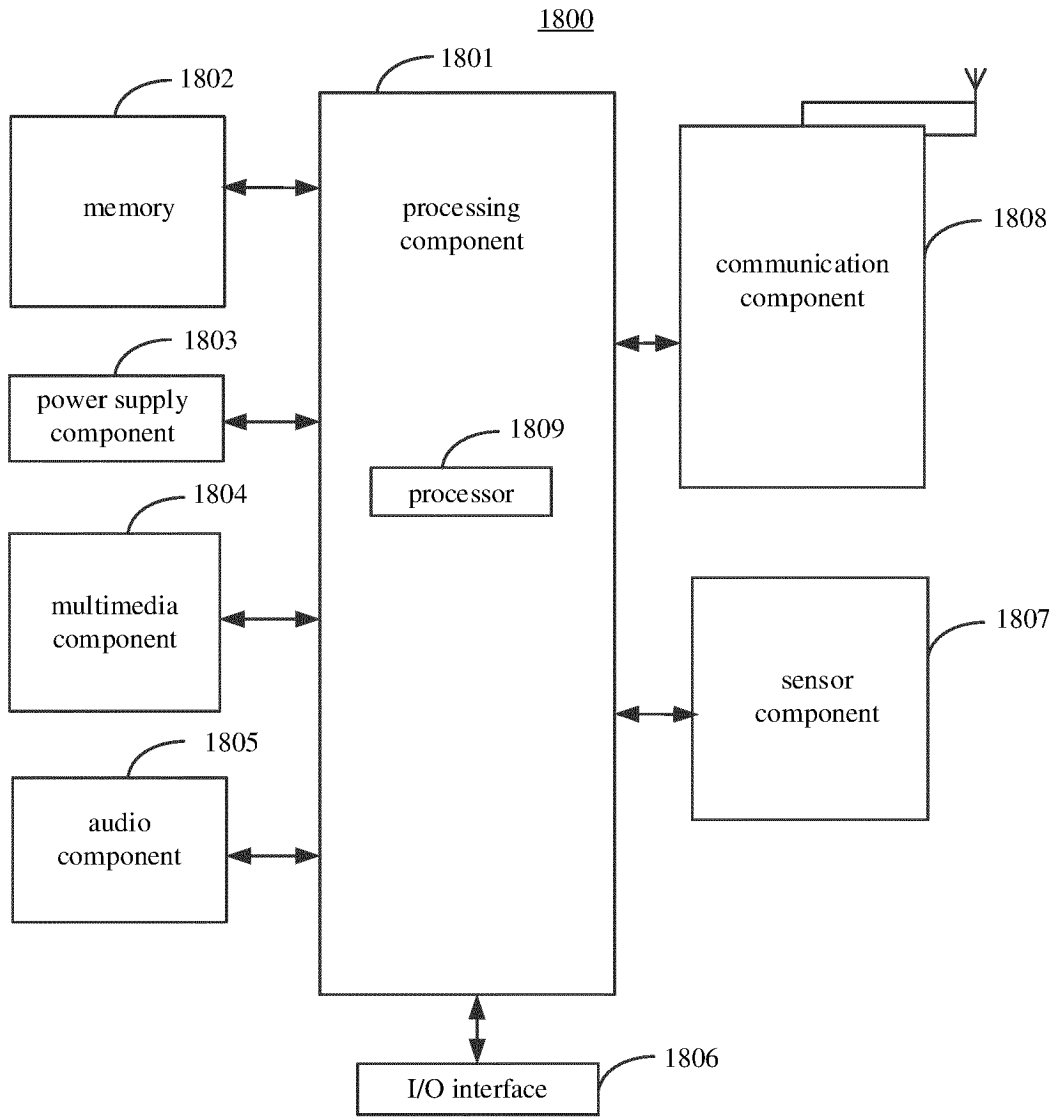 1800
1801
1802
memory
processing
component
1808
communication
component
1803
power supply
component
1809
processor
1804
multimedia
component
1807
sensor
component
1805
audio
component
1806
I/O interface